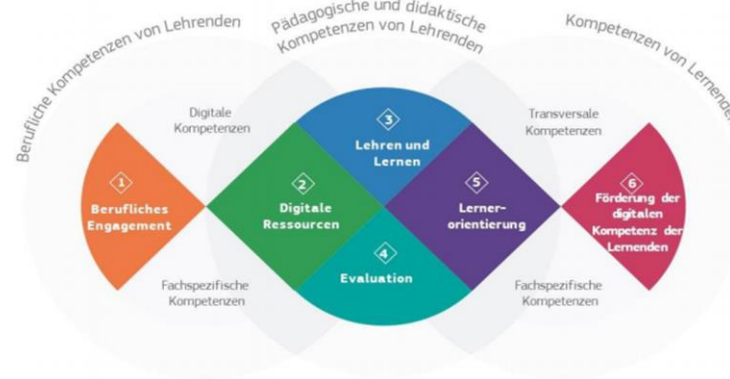 Berufliche Kompetenzen von Lehrenden
Pädagogische und didaktische
Kompetenzen von Lehrenden
Kompetenzen von Lernenden
Digitale
Kompetenzen
Transversale
Kompetenzen
1
Berufliches
Engagement
2
Digitale
Ressourcen
3
Lehren und
Lernen
4
Evaluation
5
Lerner-
orientierung
6
Förderung der
digitalen
Kompetenz der
Lernenden
Fachspezifische
Kompetenzen
Fachspezifische
Kompetenzen